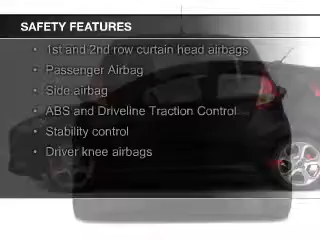 SAFETY FEATURES
• 1st and 2nd row curtain head airbags
• Passenger Airbag
• Side airbag
• ABS and Driveline Traction Control
• Stability control
• Driver knee airbags